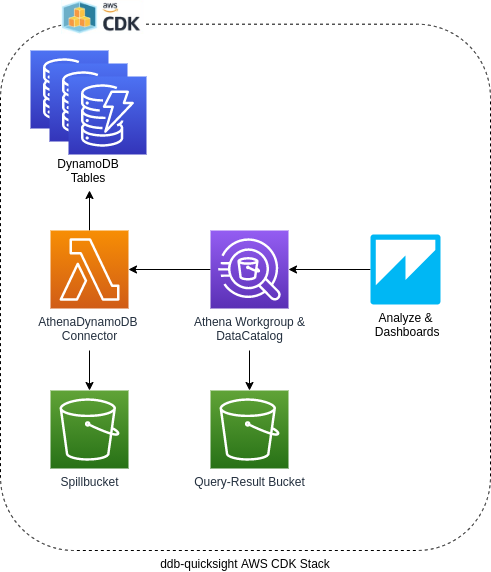 aws
CDK
DynamoDB
Tables
AthenaDynamoDB
Connector
Athena Workgroup &
DataCatalog
Analyze &
Dashboards
Spillbucket
Query-Result Bucket
ddb-quicksight AWS CDK Stack